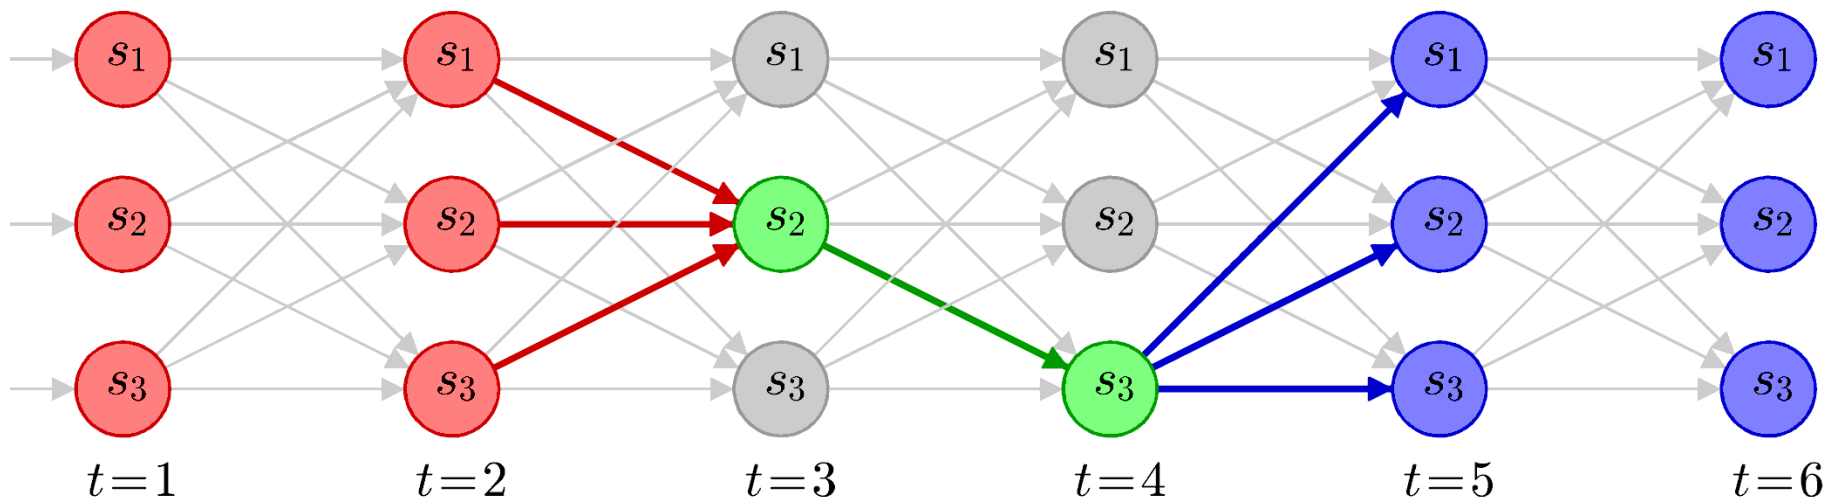 s₁ s₁ s₁ s₁ s₁ s₁
s₂ s₂ s₂ s₂ s₂ s₂
s₃ s₃ s₃ s₃ s₃ s₃
t=1 t=2 t=3 t=4 t=5 t=6